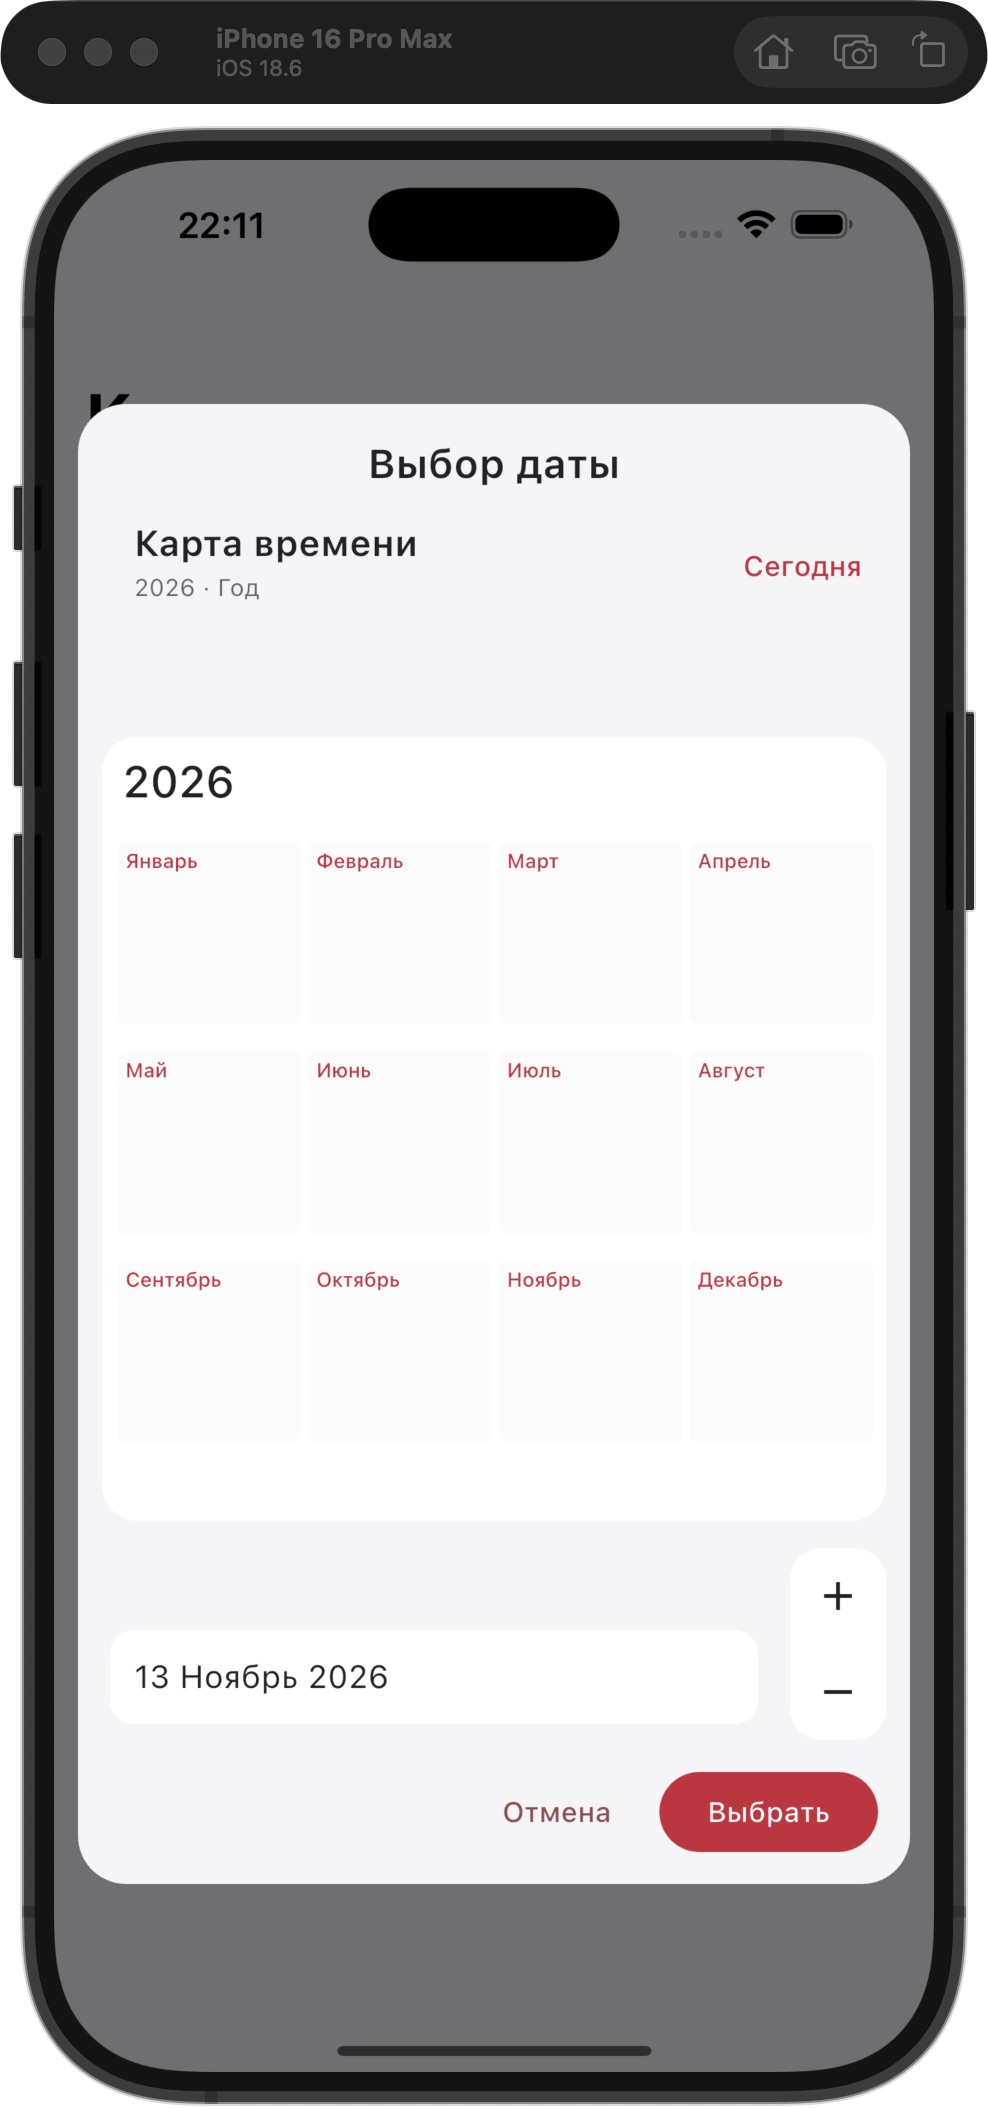 iPhone 16 Pro Max
iOS 18.6
22:11
Выбор даты
Карта времени
2026 · Год
Сегодня
2026
Январь Февраль Март Апрель
Май Июнь Июль Август
Сентябрь Октябрь Ноябрь Декабрь
+
13 Ноябрь 2026
−
Отмена Выбрать